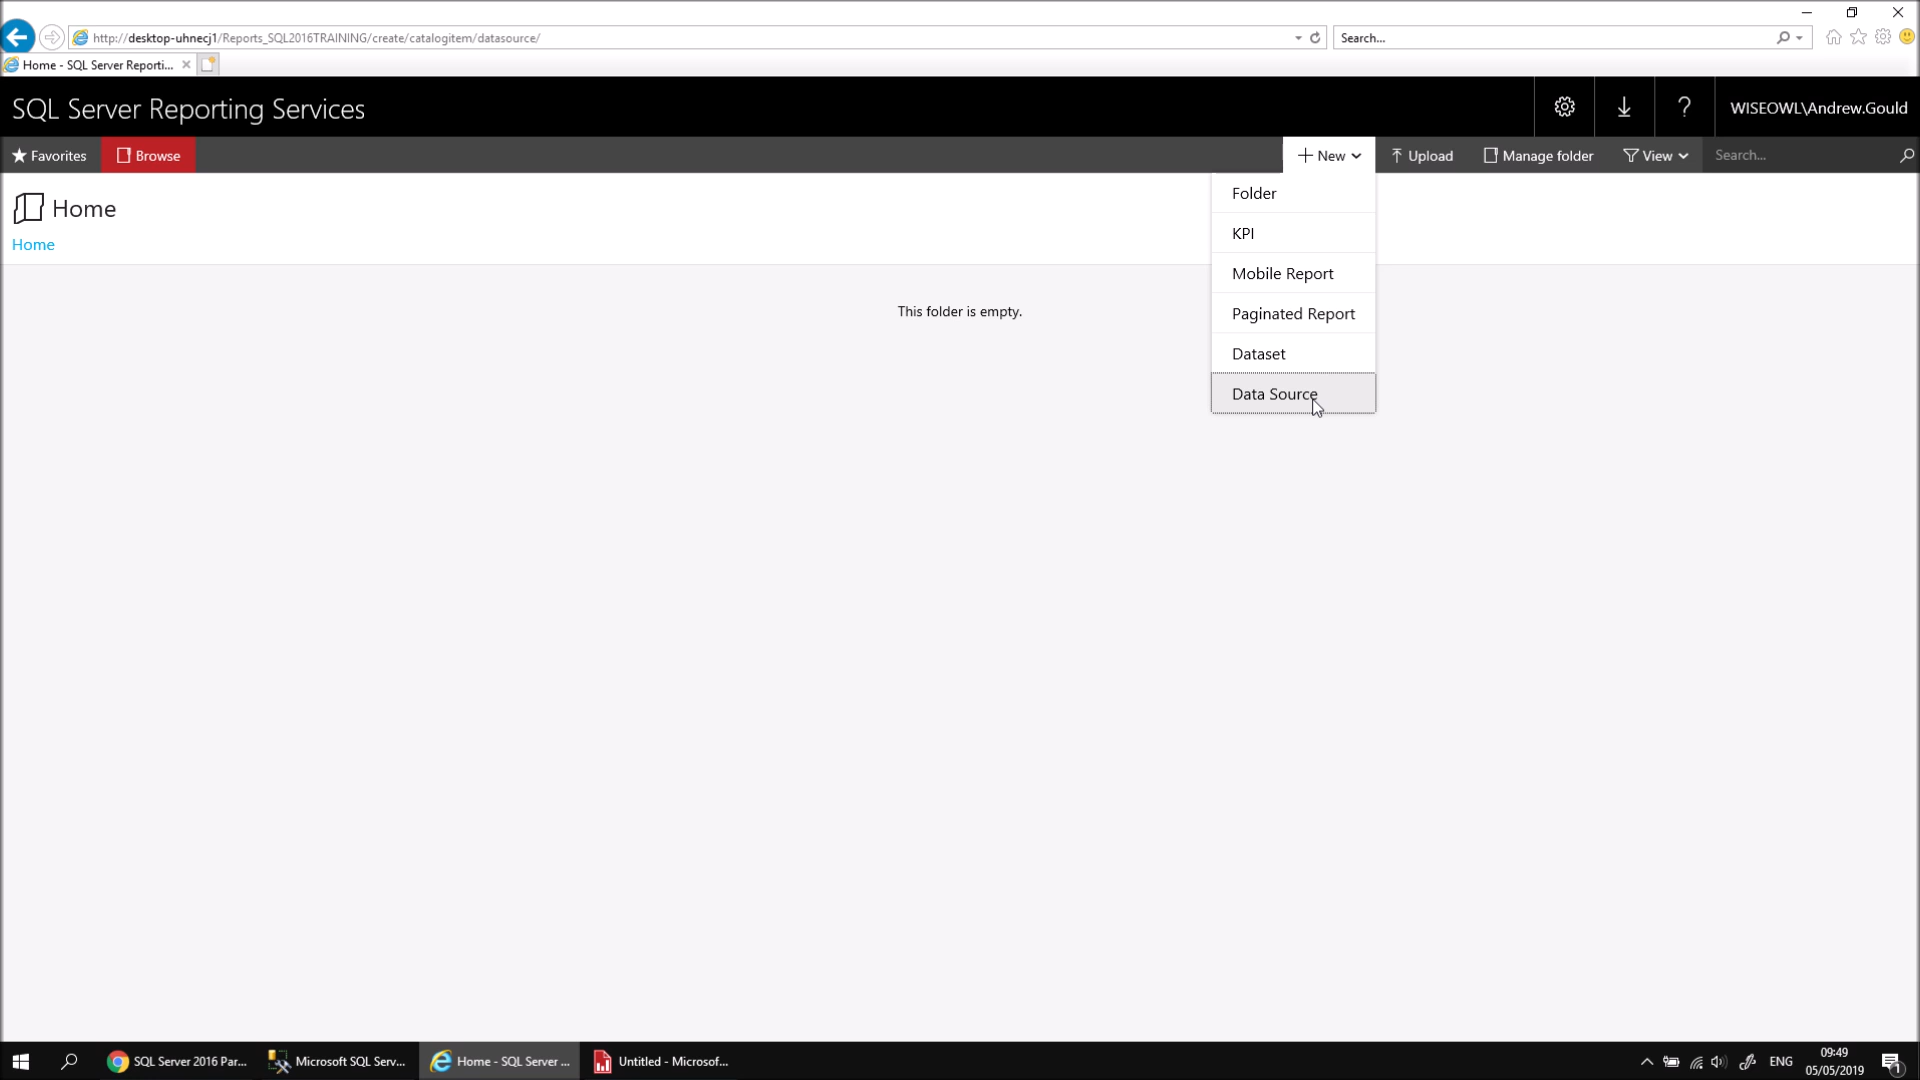 http://desktop-uhnecj1/Reports_SQL2016TRAINING/create/catalogitem/datasource/
Search...
Home - SQL Server Reporti...
SQL Server Reporting Services
?
WISEOWL\Andrew.Gould
Favorites
Browse
New
Upload
Manage folder
View
Search...
Home
Home
Folder
KPI
Mobile Report
Paginated Report
Dataset
Data Source
This folder is empty.
SQL Server 2016 Par...
Microsoft SQL Serv...
Home - SQL Server ...
Untitled - Microsof...
ENG
09:49
05/05/2019
1